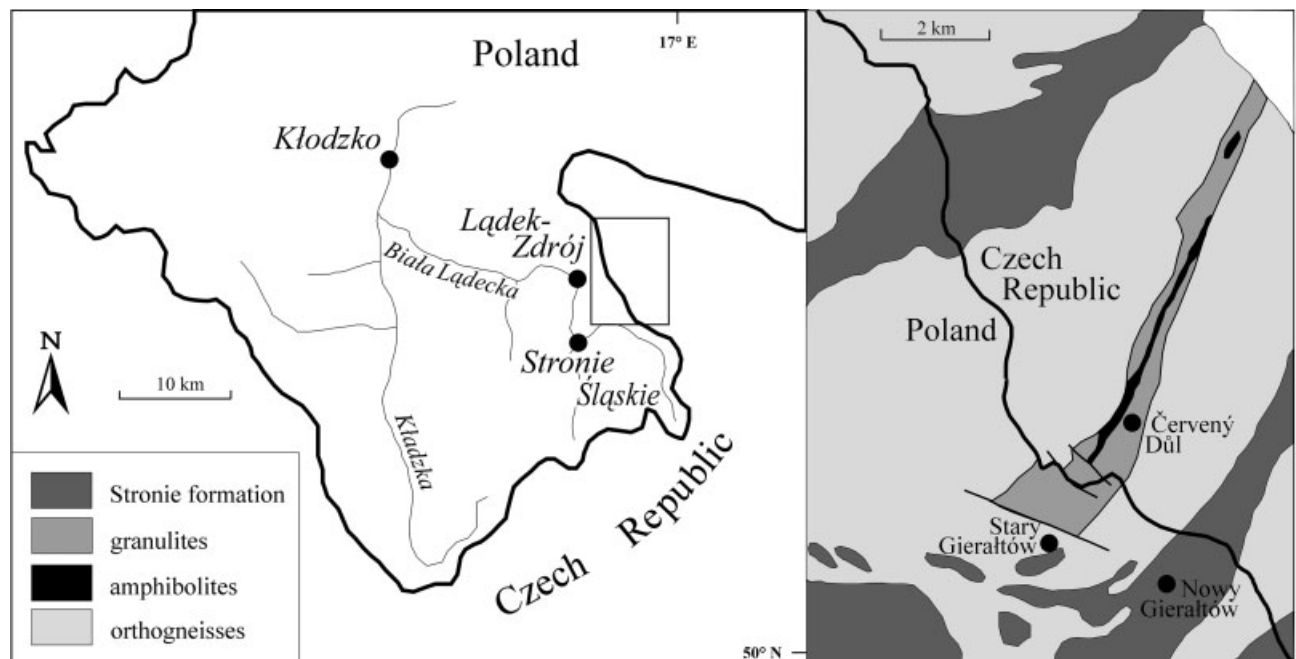 Poland
17° E
Kłodzko
Lądek-
Zdrój
Biała Lądecka
Stronie
Śląskie
N
10 km
Kładzka
Czech Republic
Stronie formation
granulites
amphibolites
orthogneisses
50° N
2 km
Czech
Republic
Poland
Červený
Důl
Stary
Gierałtów
Nowy
Gierałtów